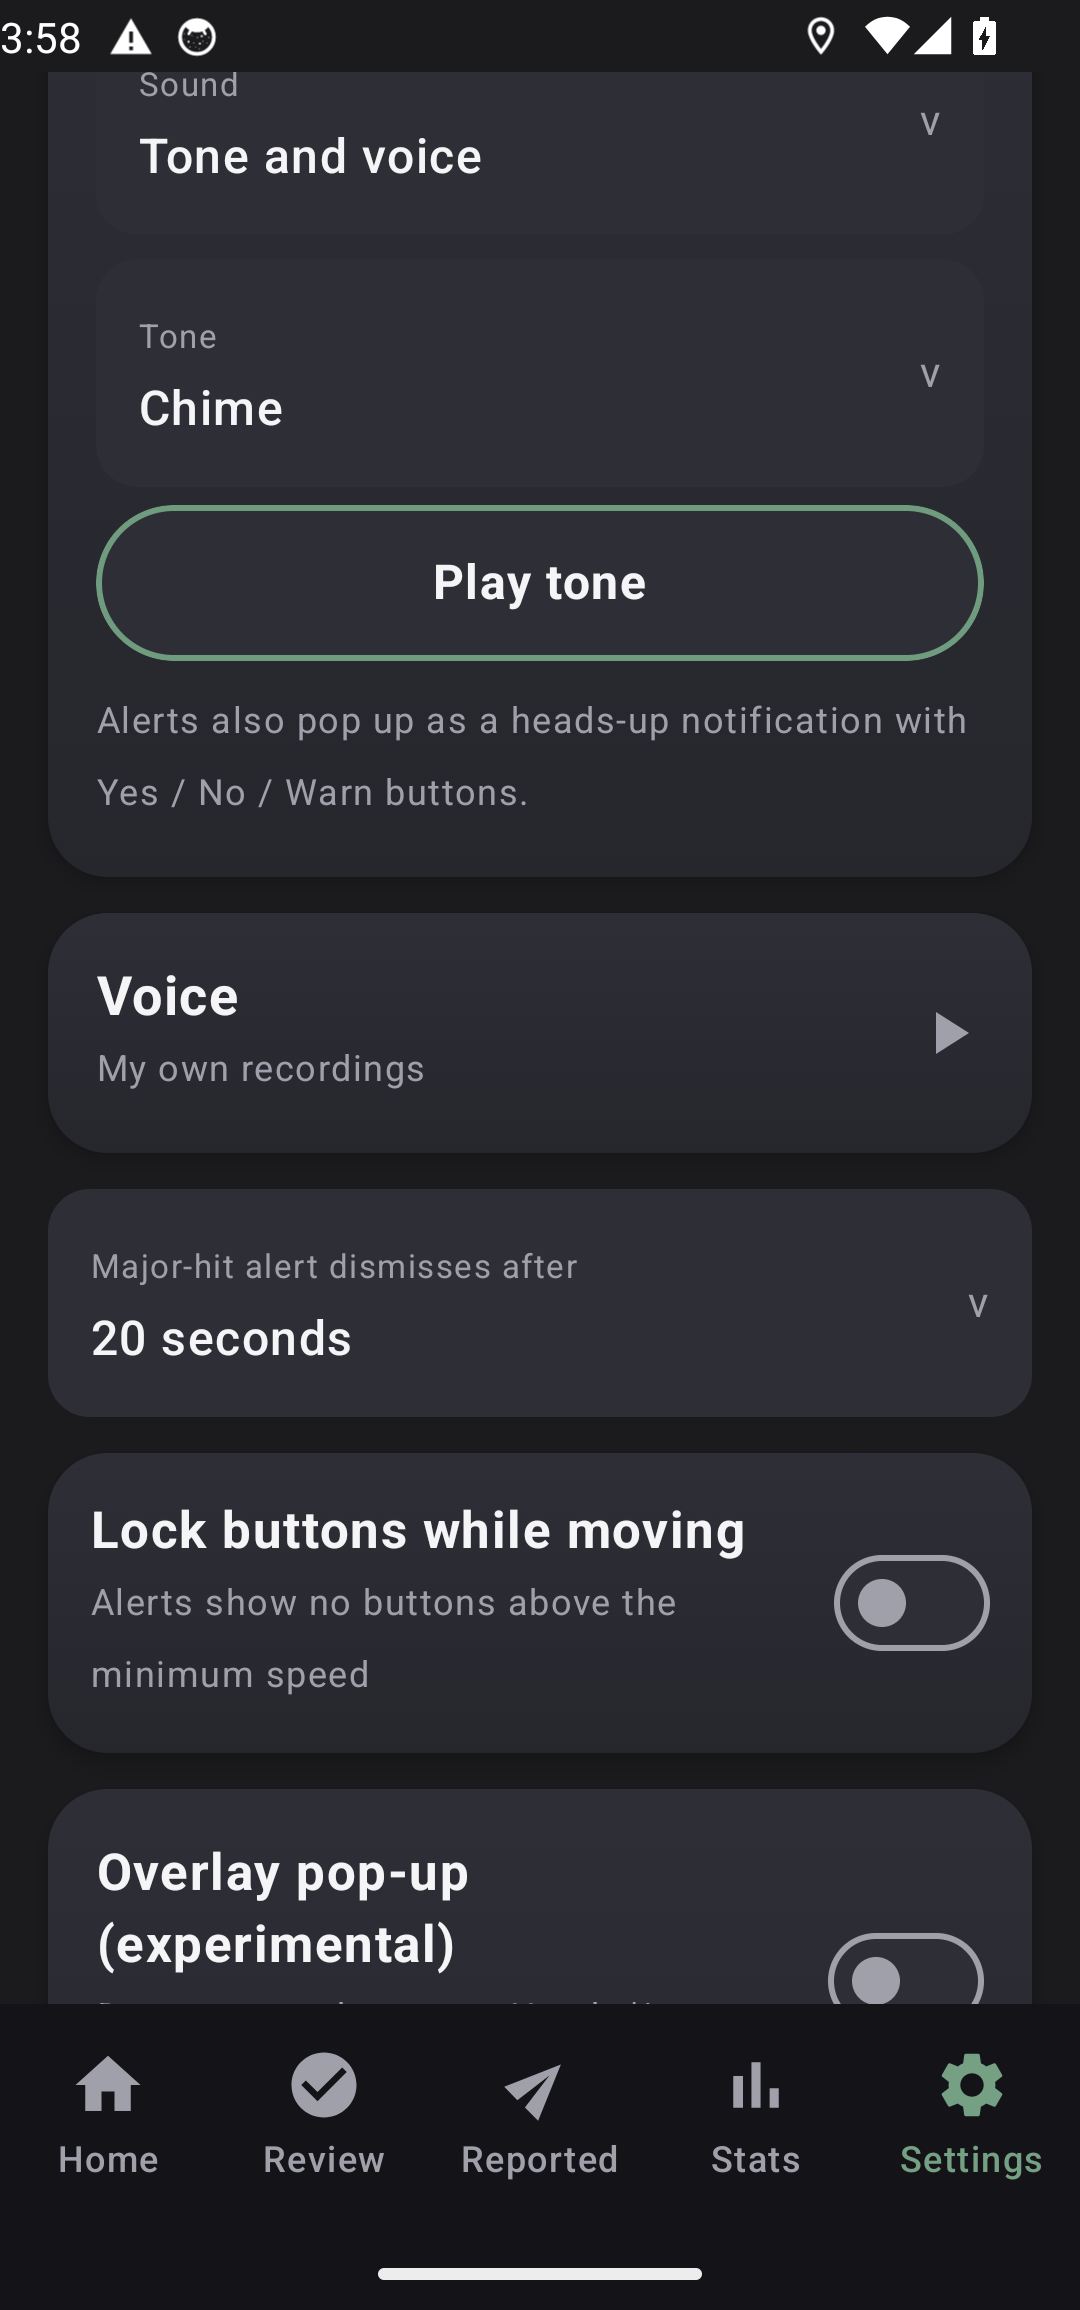 3:58
Sound
Tone and voice
v
Tone
Chime
v
Play tone
Alerts also pop up as a heads-up notification with
Yes / No / Warn buttons.
Voice
My own recordings
Major-hit alert dismisses after
20 seconds
v
Lock buttons while moving
Alerts show no buttons above the
minimum speed
Overlay pop-up
(experimental)
Home
Review
Reported
Stats
Settings